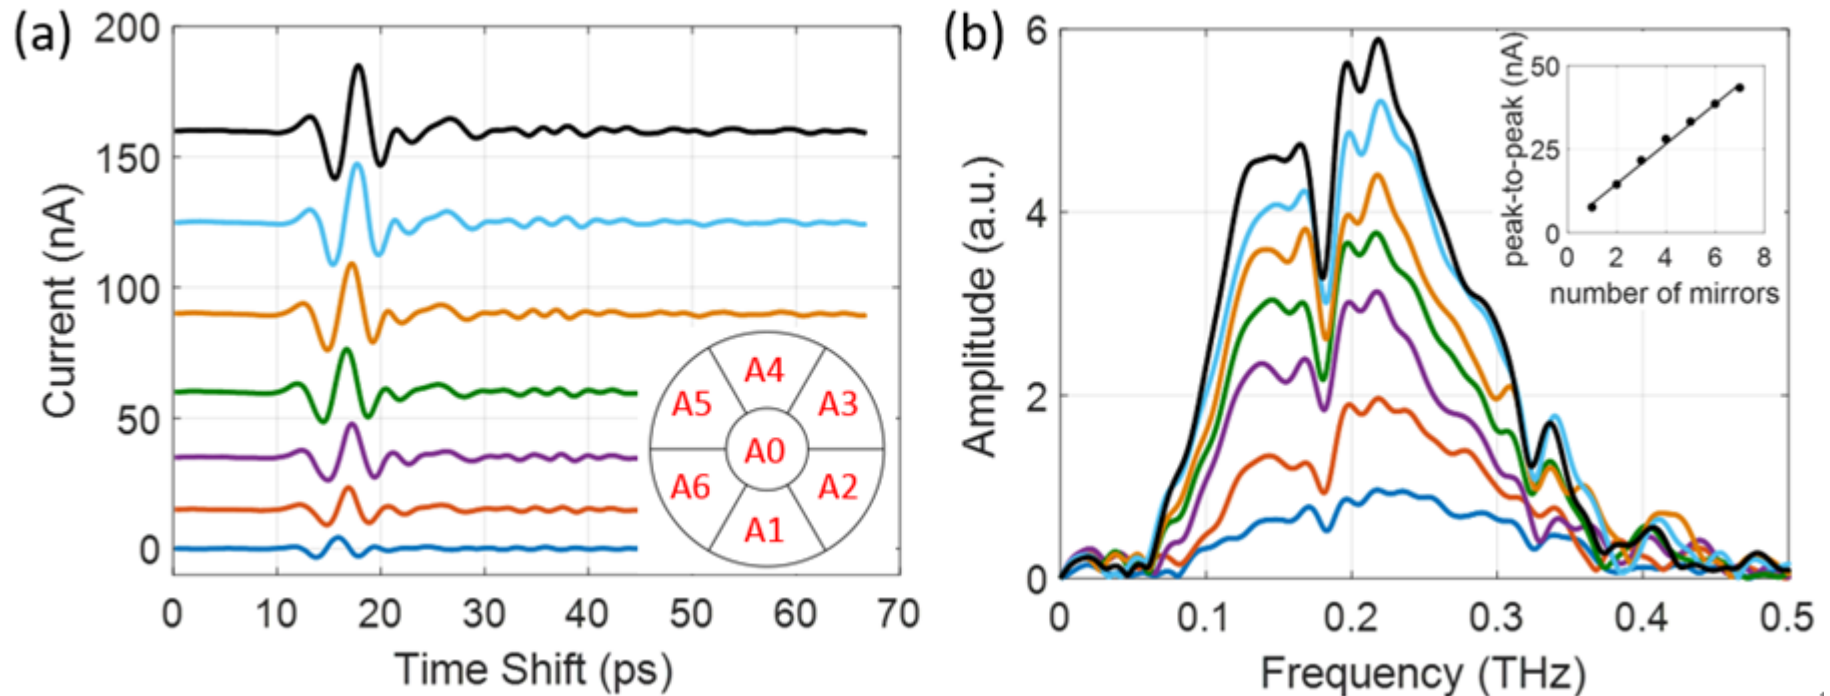 (a)
200
150
100
50
0
Current (nA)
0 10 20 30 40 50 60 70
Time Shift (ps)
A4
A5 A3
A0
A6 A2
A1
(b)
6
4
2
0
Amplitude (a.u.)
0 0.1 0.2 0.3 0.4 0.5
Frequency (THz)
peak-to-peak (nA)
50
25
0
0 2 4 6 8
number of mirrors